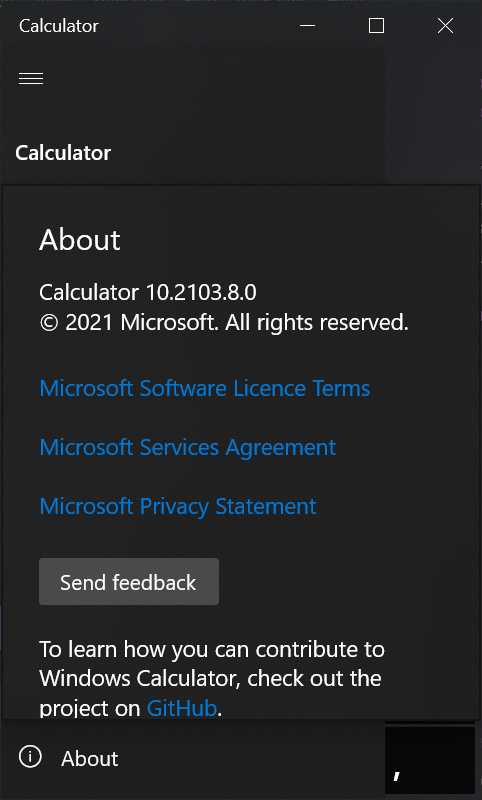 Calculator
Calculator
About
Calculator 10.2103.8.0
© 2021 Microsoft. All rights reserved.
Microsoft Software Licence Terms
Microsoft Services Agreement
Microsoft Privacy Statement
Send feedback
To learn how you can contribute to
Windows Calculator, check out the
project on GitHub.
About
,